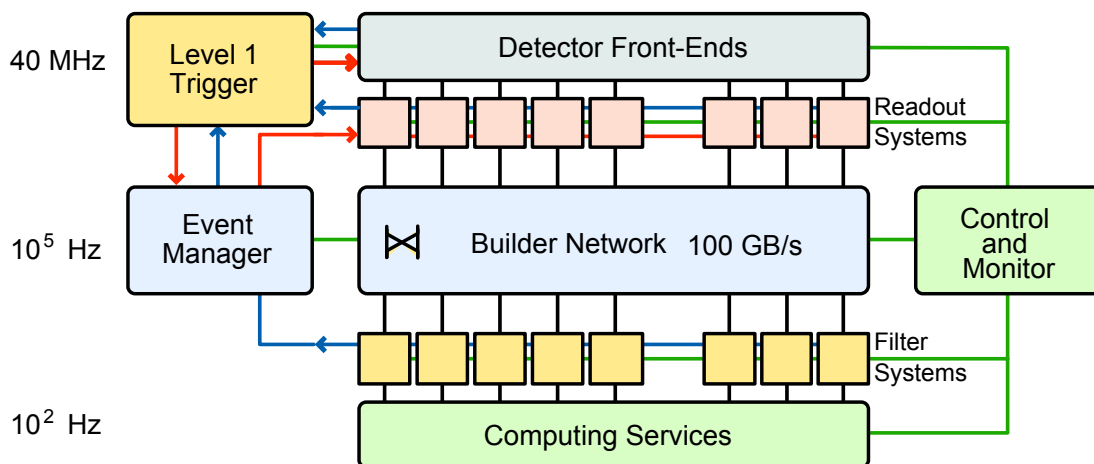 40 MHz
Level 1
Trigger
Detector Front-Ends
Readout
Systems
10⁵ Hz
Event
Manager
Builder Network 100 GB/s
Control
and
Monitor
Filter
Systems
10² Hz
Computing Services